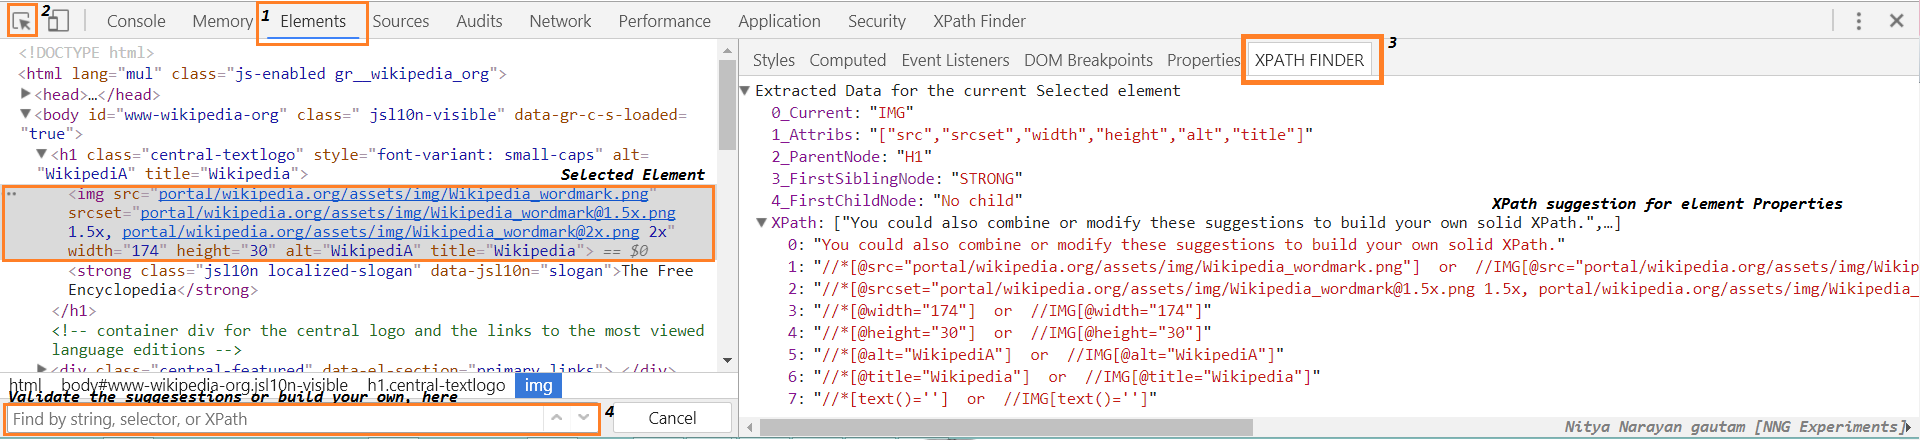 2
Console Memory 1 Elements Sources Audits Network Performance Application Security XPath Finder
<!DOCTYPE html>
<html lang="mul" class="js-enabled gr__wikipedia_org">
<head>…</head>
<body id="www-wikipedia-org" class=" jsl10n-visible" data-gr-c-s-loaded=
"true">
<h1 class="central-textlogo" style="font-variant: small-caps" alt=
"WikipediA" title="Wikipedia">
Selected Element
<img src="portal/wikipedia.org/assets/img/Wikipedia_wordmark.png"
srcset="portal/wikipedia.org/assets/img/Wikipedia_wordmark@1.5x.png
1.5x, portal/wikipedia.org/assets/img/Wikipedia_wordmark@2x.png 2x"
width="174" height="30" alt="WikipediA" title="Wikipedia"> == $0
<strong class="jsl10n localized-slogan" data-jsl10n="slogan">The Free
Encyclopedia</strong>
</h1>
<!-- container div for the central logo and the links to the most viewed
language editions -->
<div class="central-featured" data-el-section="primary links">…</div>
html body#www-wikipedia-org.jsl10n-visible h1.central-textlogo img
Validate the suggesestions or build your own, here
Find by string, selector, or XPath
4
Cancel
Styles Computed Event Listeners DOM Breakpoints Properties XPATH FINDER
3
Extracted Data for the current Selected element
0_Current: "IMG"
1_Attribs: "["src","srcset","width","height","alt","title"]"
2_ParentNode: "H1"
3_FirstSiblingNode: "STRONG"
4_FirstChildNode: "No child"
XPath suggestion for element Properties
XPath: ["You could also combine or modify these suggestions to build your own solid XPath.",…]
0: "You could also combine or modify these suggestions to build your own solid XPath."
1: "//*[@src="portal/wikipedia.org/assets/img/Wikipedia_wordmark.png"] or //IMG[@src="portal/wikipedia.org/assets/img/Wikip
2: "//*[@srcset="portal/wikipedia.org/assets/img/Wikipedia_wordmark@1.5x.png 1.5x, portal/wikipedia.org/assets/img/Wikipedia_
3: "//*[@width="174"] or //IMG[@width="174"]"
4: "//*[@height="30"] or //IMG[@height="30"]"
5: "//*[@alt="WikipediA"] or //IMG[@alt="WikipediA"]"
6: "//*[@title="Wikipedia"] or //IMG[@title="Wikipedia"]"
7: "//*[text()=''] or //IMG[text()='']"
Nitya Narayan gautam [NNG Experiments]